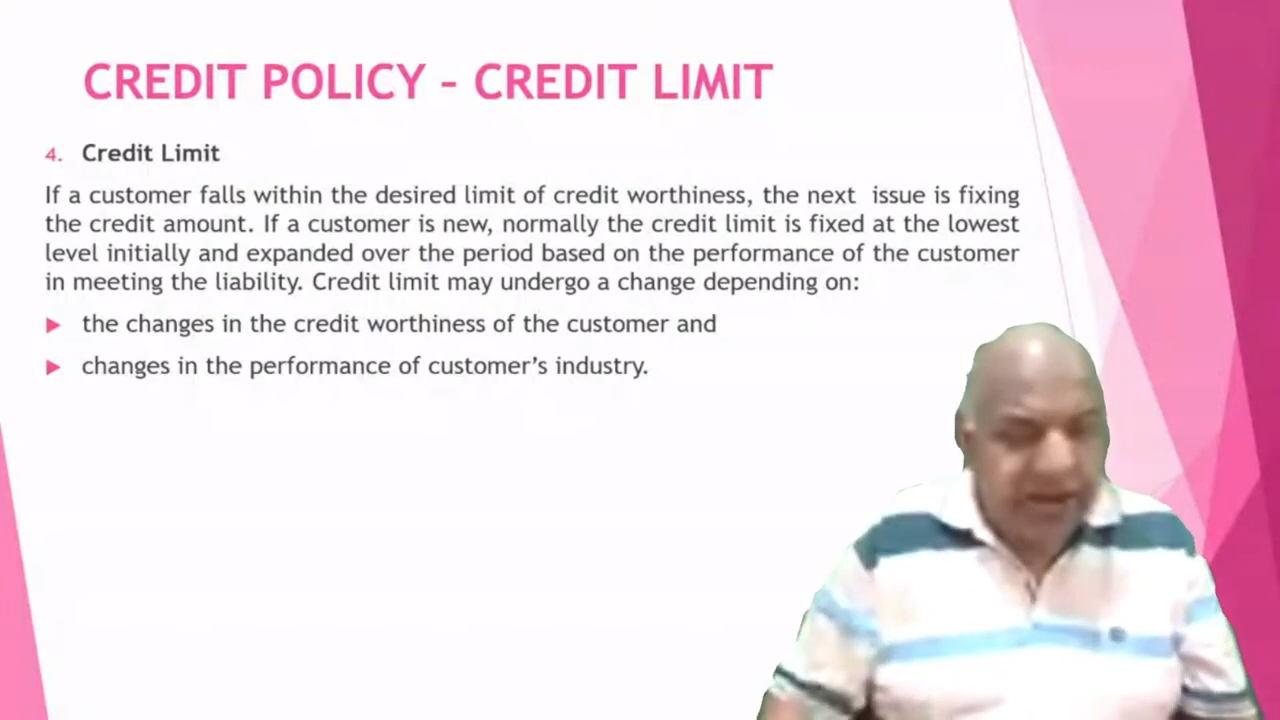 CREDIT POLICY – CREDIT LIMIT
4. Credit Limit
If a customer falls within the desired limit of credit worthiness, the next issue is fixing
the credit amount. If a customer is new, normally the credit limit is fixed at the lowest
level initially and expanded over the period based on the performance of the customer
in meeting the liability. Credit limit may undergo a change depending on:
the changes in the credit worthiness of the customer and
changes in the performance of customer’s industry.